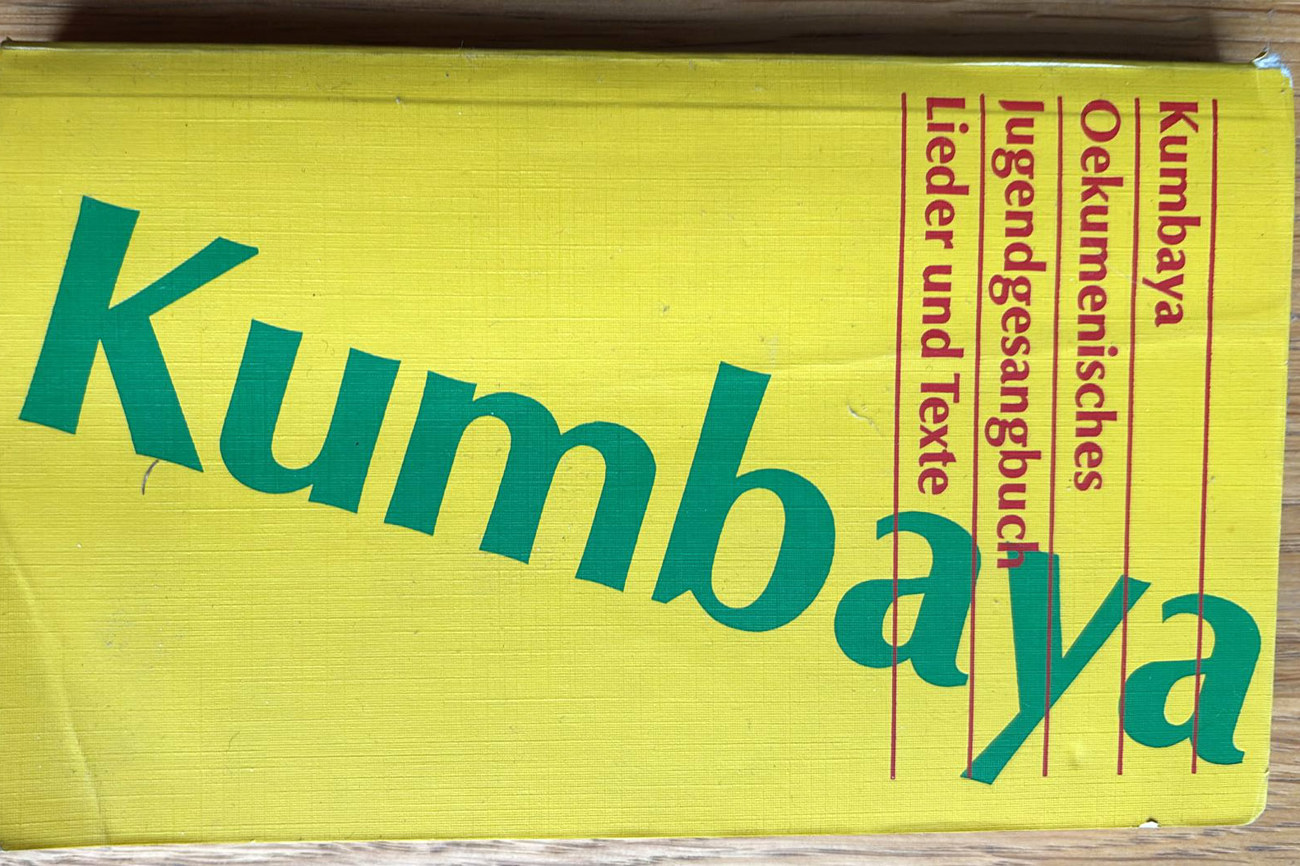 Kumbaya
Oekumenisches
Jugendgesangbuch
Lieder und Texte
Kumbaya